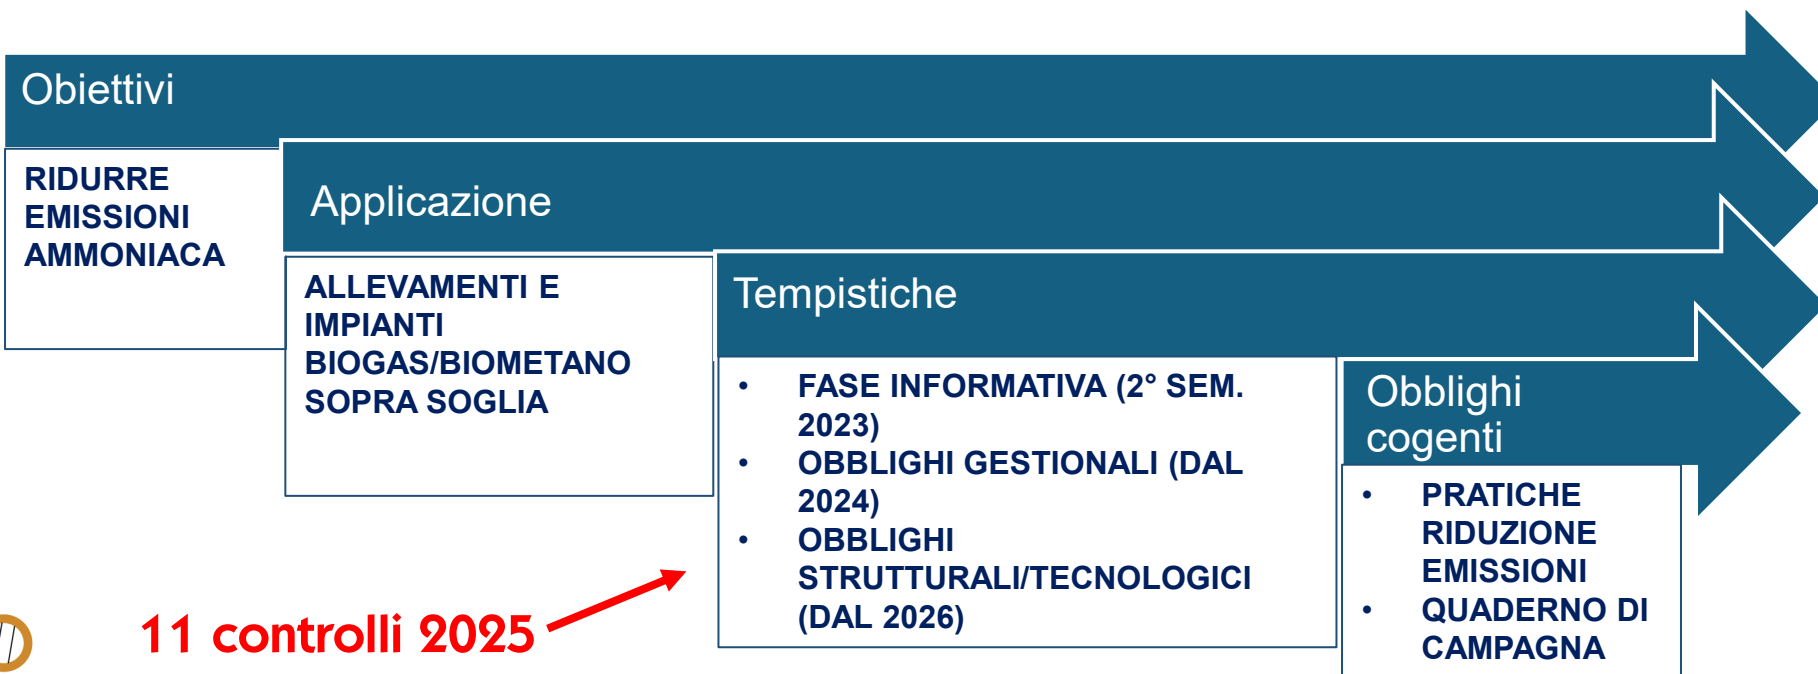 Obiettivi
RIDURRE
EMISSIONI
AMMONIACA
Applicazione
ALLEVAMENTI E
IMPIANTI
BIOGAS/BIOMETANO
SOPRA SOGLIA
Tempistiche
• FASE INFORMATIVA (2° SEM.
2023)
• OBBLIGHI GESTIONALI (DAL
2024)
• OBBLIGHI
STRUTTURALI/TECNOLOGICI
(DAL 2026)
Obblighi
cogenti
• PRATICHE
RIDUZIONE
EMISSIONI
• QUADERNO DI
CAMPAGNA
11 controlli 2025